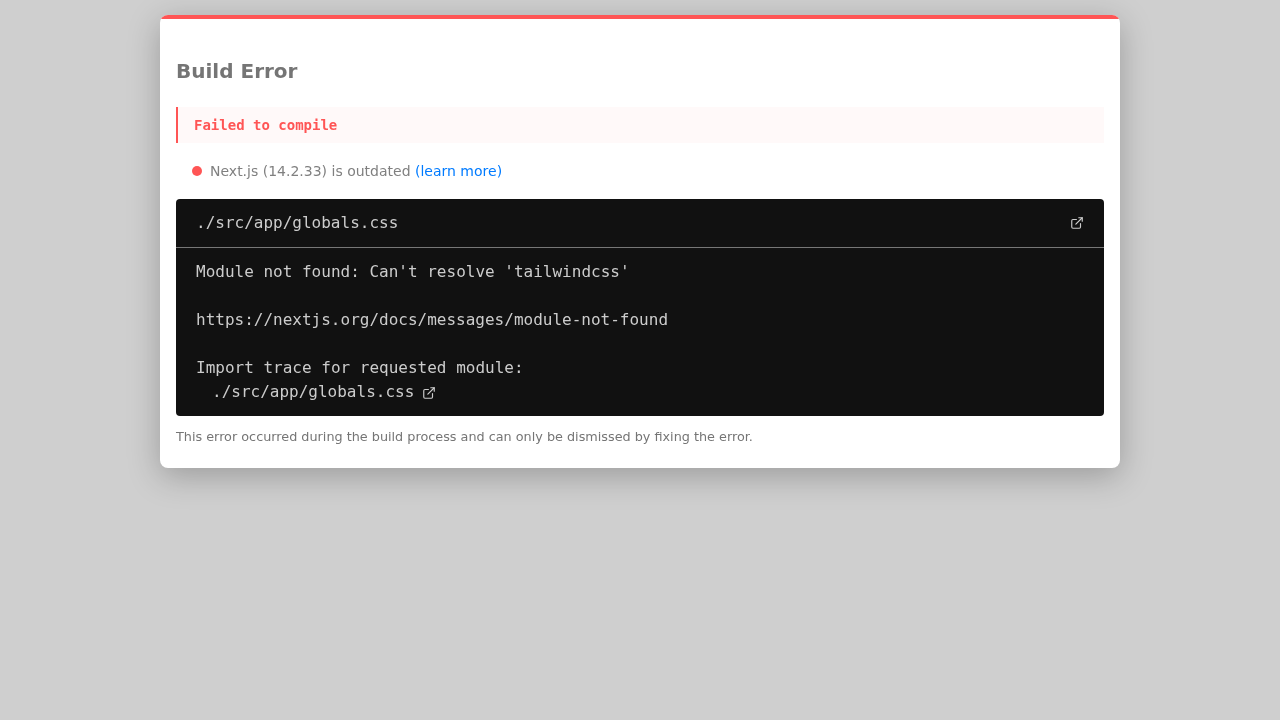 Build Error
Failed to compile
Next.js (14.2.33) is outdated (learn more)
./src/app/globals.css
Module not found: Can't resolve 'tailwindcss'
https://nextjs.org/docs/messages/module-not-found
Import trace for requested module:
./src/app/globals.css
This error occurred during the build process and can only be dismissed by fixing the error.